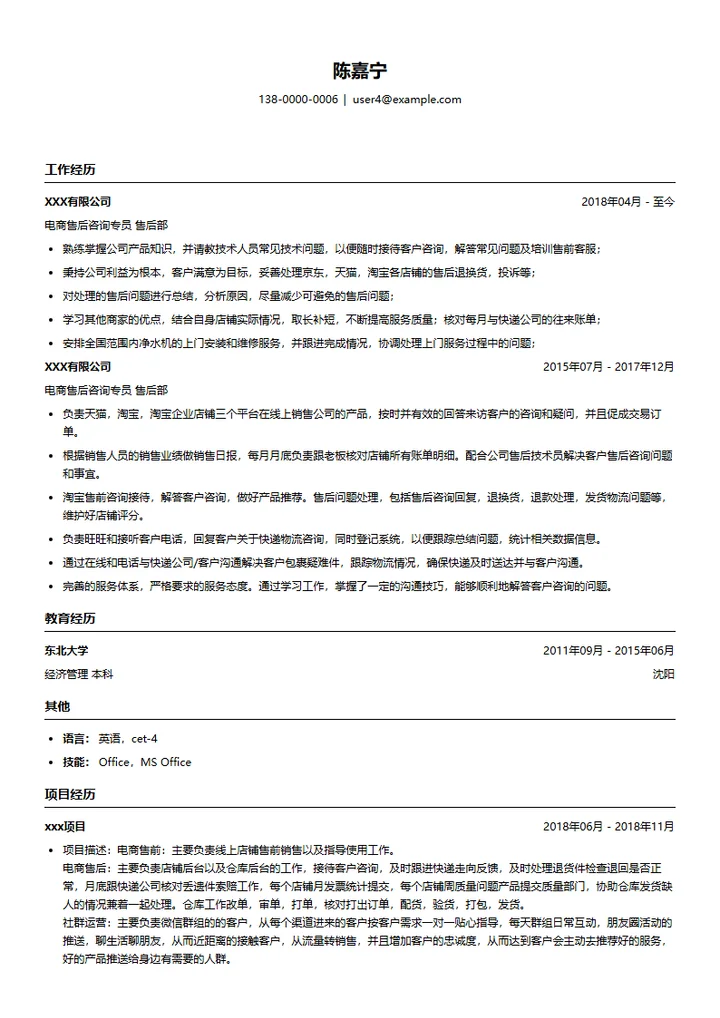 陈嘉宁
138-0000-0006 | user4@example.com
工作经历
XXX有限公司 2018年04月 - 至今
电商售后咨询专员 售后部
• 熟练掌握公司产品知识，并请教技术人员常见技术问题，以便随时接待客户咨询，解答常见问题及培训售前客服；
• 秉持公司利益为根本，客户满意为目标，妥善处理京东，天猫，淘宝各店铺的售后退换货，投诉等；
• 对处理的售后问题进行总结，分析原因，尽量减少可避免的售后问题；
• 学习其他商家的优点，结合自身店铺实际情况，取长补短，不断提高服务质量；核对每月与快递公司的往来账单；
• 安排全国范围内净水机的上门安装和维修服务，并跟进完成情况，协调处理上门服务过程中的问题；
XXX有限公司 2015年07月 - 2017年12月
电商售后咨询专员 售后部
• 负责天猫，淘宝，淘宝企业店铺三个平台在线上销售公司的产品，按时并有效的回答来访客户的咨询和疑问，并且促成交易订
单。
• 根据销售人员的销售业绩做销售日报，每月月底负责跟老板核对店铺所有账单明细。配合公司售后技术员解决客户售后咨询问题
和事宜。
• 淘宝售前咨询接待，解答客户咨询，做好产品推荐。售后问题处理，包括售后咨询回复，退换货，退款处理，发货物流问题等，
维护好店铺评分。
• 负责旺旺和接听客户电话，回复客户关于快递物流咨询，同时登记系统，以便跟踪总结问题，统计相关数据信息。
• 通过在线和电话与快递公司/客户沟通解决客户包裹疑难件，跟踪物流情况，确保快递及时送达并与客户沟通。
• 完善的服务体系，严格要求的服务态度。通过学习工作，掌握了一定的沟通技巧，能够顺利地解答客户咨询的问题。
教育经历
东北大学 2011年09月 - 2015年06月
经济管理 本科 沈阳
其他
• 语言： 英语，cet-4
• 技能： Office，MS Office
项目经历
xxx项目 2018年06月 - 2018年11月
• 项目描述：电商售前：主要负责线上店铺售前销售以及指导使用工作。
电商售后：主要负责店铺后台以及仓库后台的工作，接待客户咨询，及时跟进快递走向反馈，及时处理退货件检查退回是否正
常，月底跟快递公司核对丢遗件索赔工作，每个店铺月发票统计提交，每个店铺周质量问题产品提交质量部门，协助仓库发货缺
人的情况兼着一起处理。仓库工作改单，审单，打单，核对打出订单，配货，验货，打包，发货。
社群运营：主要负责微信群组的的客户，从每个渠道进来的客户按客户需求一对一贴心指导，每天群组日常互动，朋友圈活动的
推送，聊生活聊朋友，从而近距离的接触客户，从流量转销售，并且增加客户的忠诚度，从而达到客户会主动去推荐好的服务，
好的产品推送给身边有需要的人群。